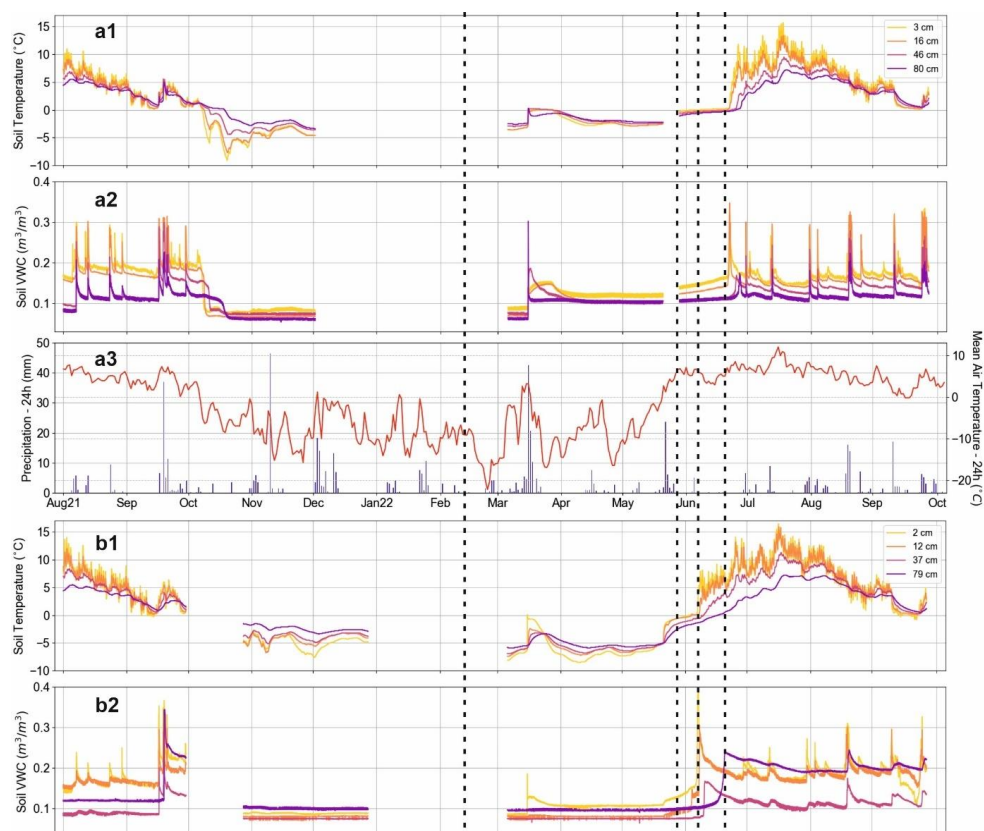 a1
Soil Temperature (°C)
15
10
5
0
−5
−10
3 cm
16 cm
46 cm
80 cm
a2
Soil VWC (m³/m³)
0.4
0.3
0.2
0.1
a3
Precipitation - 24h (mm)
50
40
30
20
10
0
Mean Air Temperature - 24h (°C)
10
0
−10
−20
Aug21 Sep Oct Nov Dec Jan22 Feb Mar Apr May Jun Jul Aug Sep Oct
b1
Soil Temperature (°C)
15
10
5
0
−5
−10
2 cm
12 cm
37 cm
79 cm
b2
Soil VWC (m³/m³)
0.4
0.3
0.2
0.1